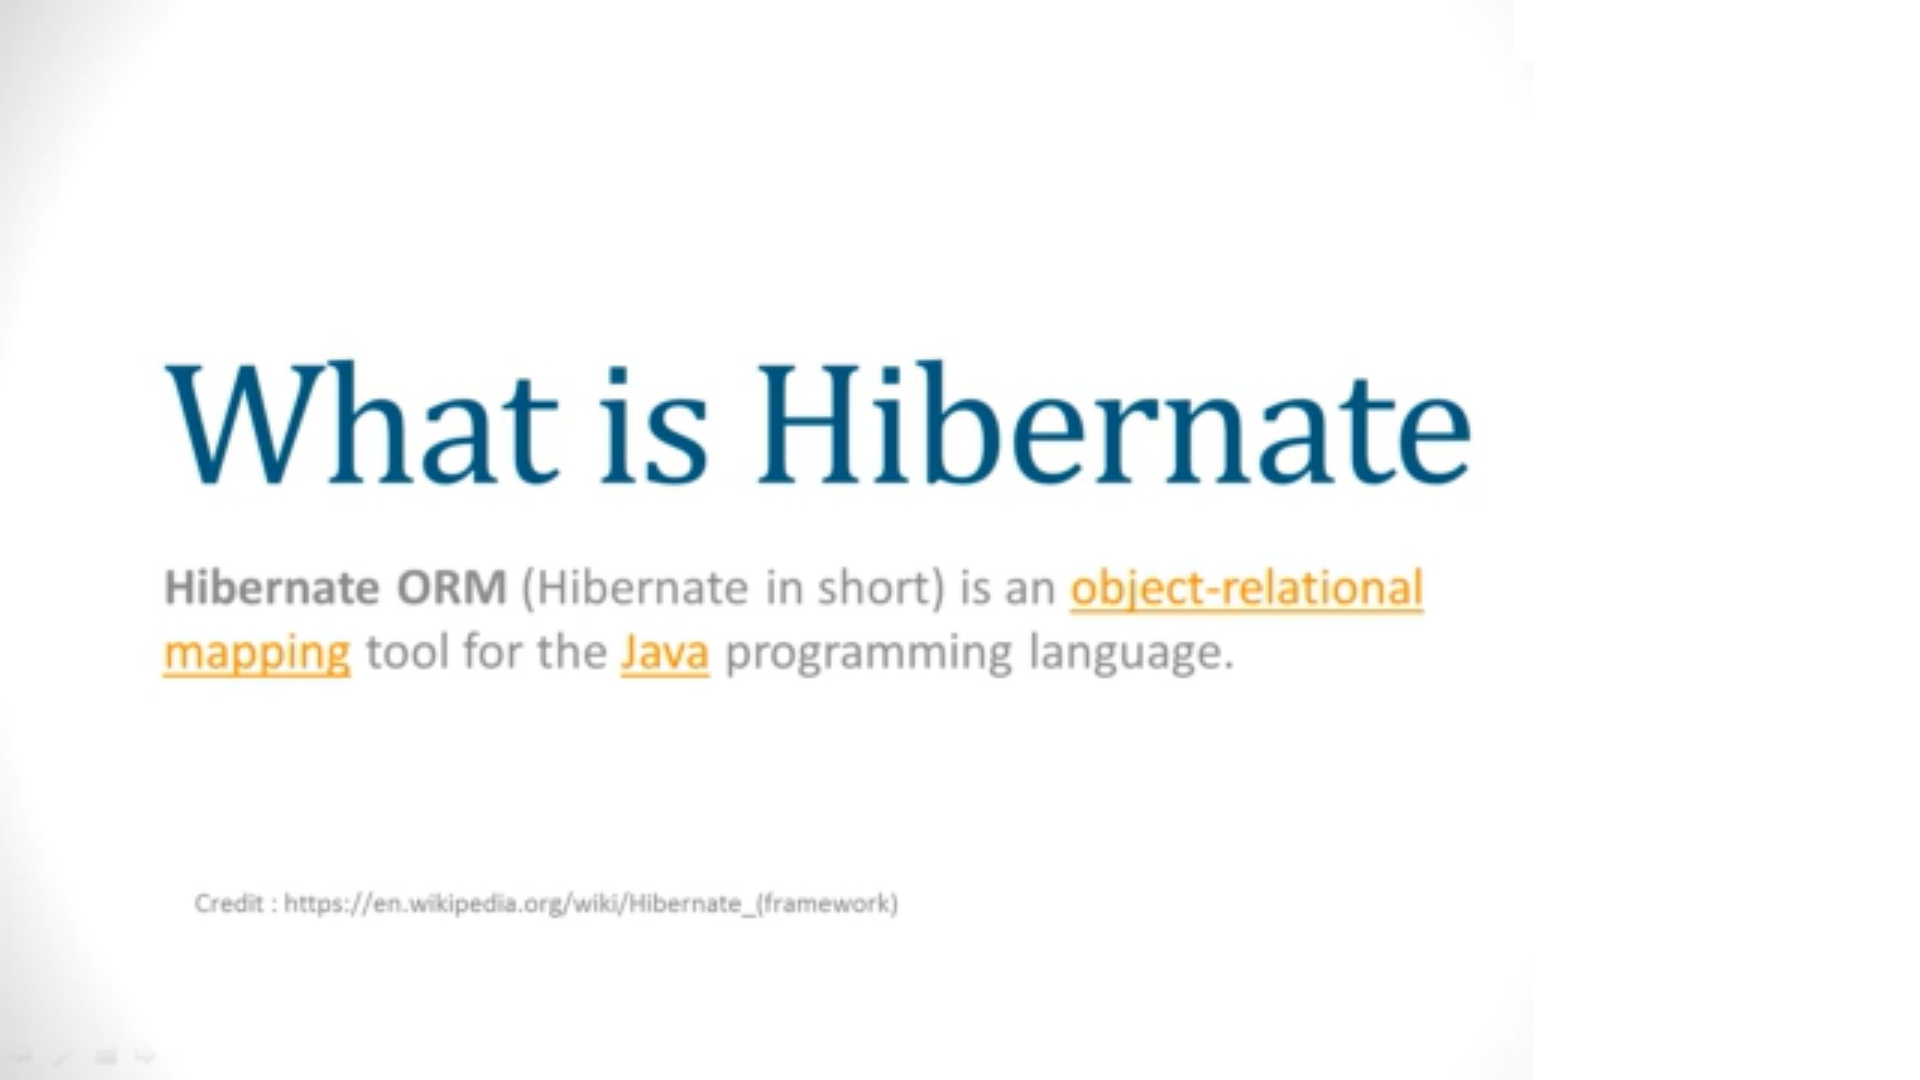 What is Hibernate
Hibernate ORM (Hibernate in short) is an object-relational
mapping tool for the Java programming language.
Credit : https://en.wikipedia.org/wiki/Hibernate_(framework)